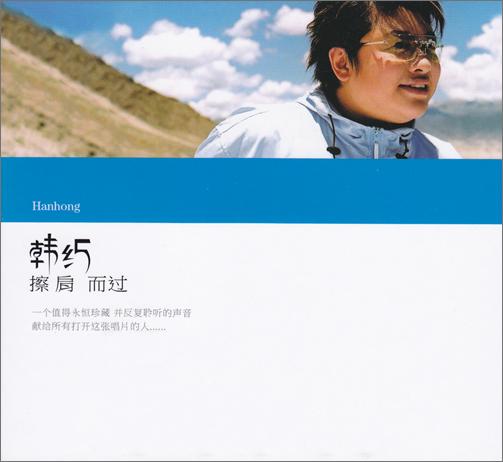 Hanhong
韩红
擦肩 而过
一个值得永恒珍藏 并反复聆听的声音
献给所有打开这张唱片的人......